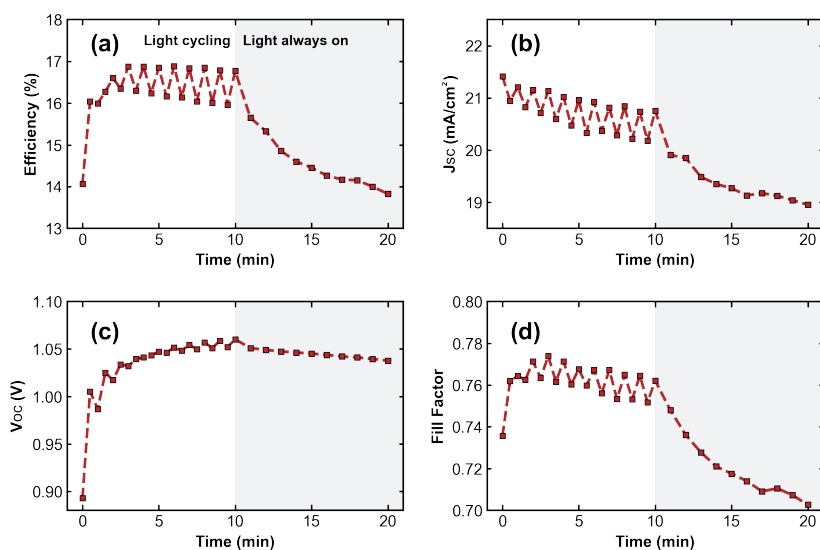 (a)
Light cycling
Light always on
18
17
16
15
14
13
Efficiency (%)
0
5
10
15
20
Time (min)
(b)
22
21
20
19
JSC (mA/cm²)
0
5
10
15
20
Time (min)
(c)
1.10
1.05
1.00
0.95
0.90
VOC (V)
0
5
10
15
20
Time (min)
(d)
0.80
0.78
0.76
0.74
0.72
0.70
Fill Factor
0
5
10
15
20
Time (min)